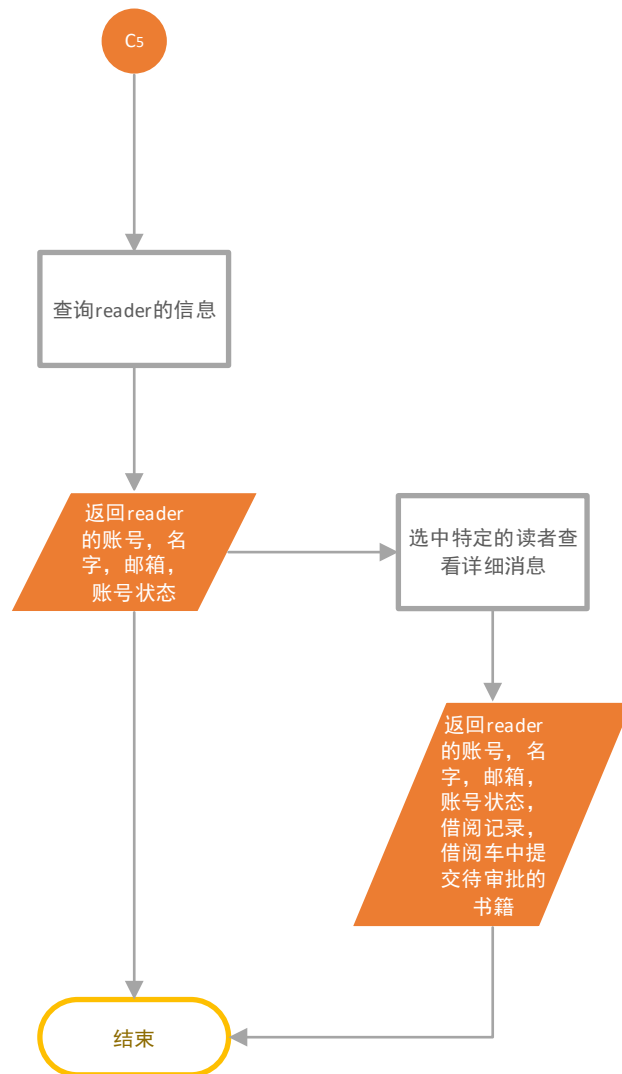 C5
查询reader的信息
返回reader
的账号，名
字，邮箱，
账号状态
选中特定的读者查
看详细消息
返回reader
的账号，名
字，邮箱，
账号状态，
借阅记录，
借阅车中提
交待审批的
书籍
结束